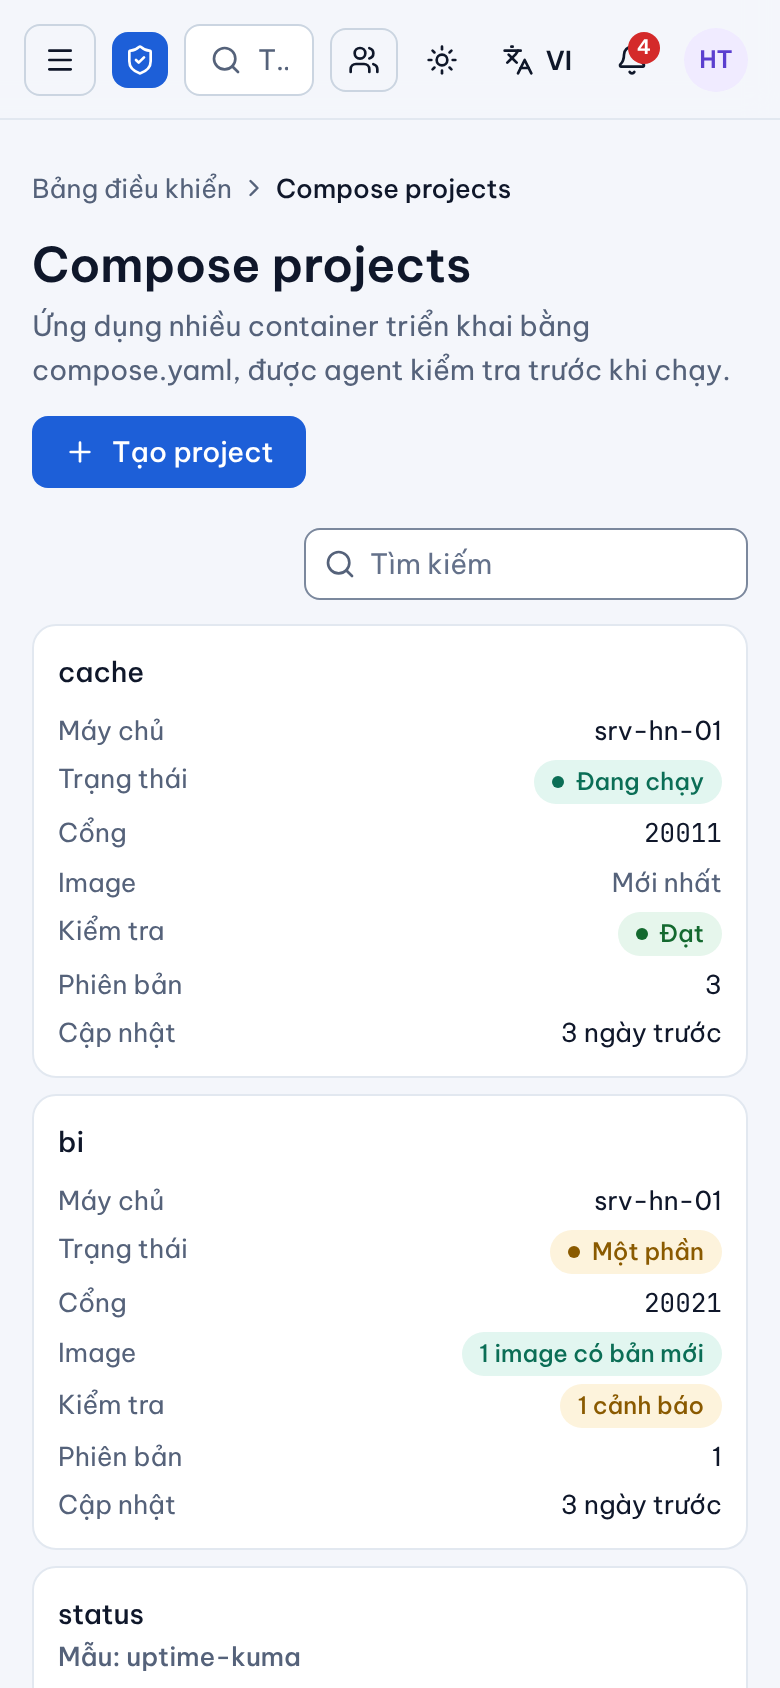 T..
VI
4
HT
Bảng điều khiển > Compose projects
Compose projects
Ứng dụng nhiều container triển khai bằng
compose.yaml, được agent kiểm tra trước khi chạy.
+ Tạo project
Tìm kiếm
cache
Máy chủ srv-hn-01
Trạng thái Đang chạy
Cổng 20011
Image Mới nhất
Kiểm tra Đạt
Phiên bản 3
Cập nhật 3 ngày trước
bi
Máy chủ srv-hn-01
Trạng thái Một phần
Cổng 20021
Image 1 image có bản mới
Kiểm tra 1 cảnh báo
Phiên bản 1
Cập nhật 3 ngày trước
status
Mẫu: uptime-kuma